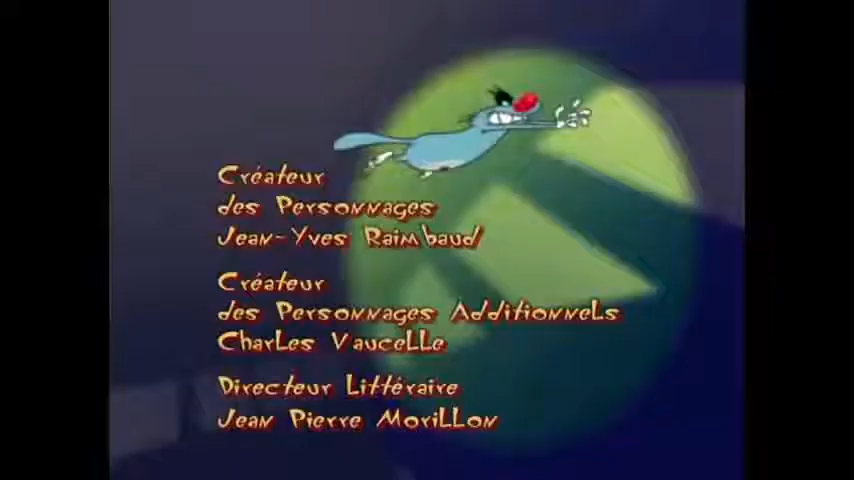 Créateur
des Personnages
Jean-Yves Raimbaud
Créateur
des Personnages Additionnels
Charles Vaucelle
Directeur Littéraire
Jean Pierre Morillon